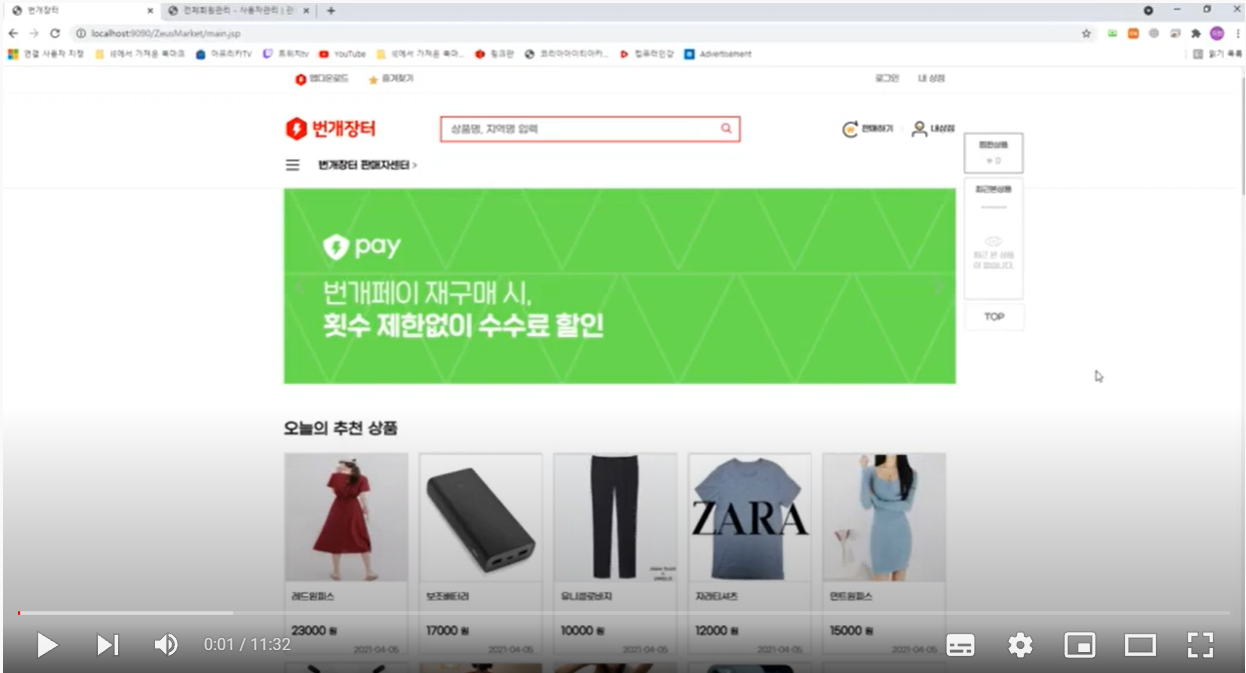 번개장터
전체회원관리 - 사용자관리 | 관
localhost:9090/ZeusMarket/main.jsp
연결 사용자 지정
IE에서 가져온 북마크
아프리카TV
트위치tv
YouTube
IE에서 가져온 북마...
링크판
코리아아이티아카...
컴퓨터인강
Advertisement
읽기 목록
앱다운로드
즐겨찾기
로그인
내 상점
번개장터
상품명, 지역명 입력
판매하기
내상점
번개장터 판매자센터 >
찜한상품
0
최근본상품
최근 본 상품
이 없습니다.
TOP
pay
번개페이 재구매 시,
횟수 제한없이 수수료 할인
오늘의 추천 상품
ZARA
레드원피스
보조배터리
유니클로바지
자라티셔츠
민트원피스
23000 원
17000 원
10000 원
12000 원
15000 원
2021-04-05
2021-04-05
2021-04-05
2021-04-05
2021-04-05
0:01 / 11:32